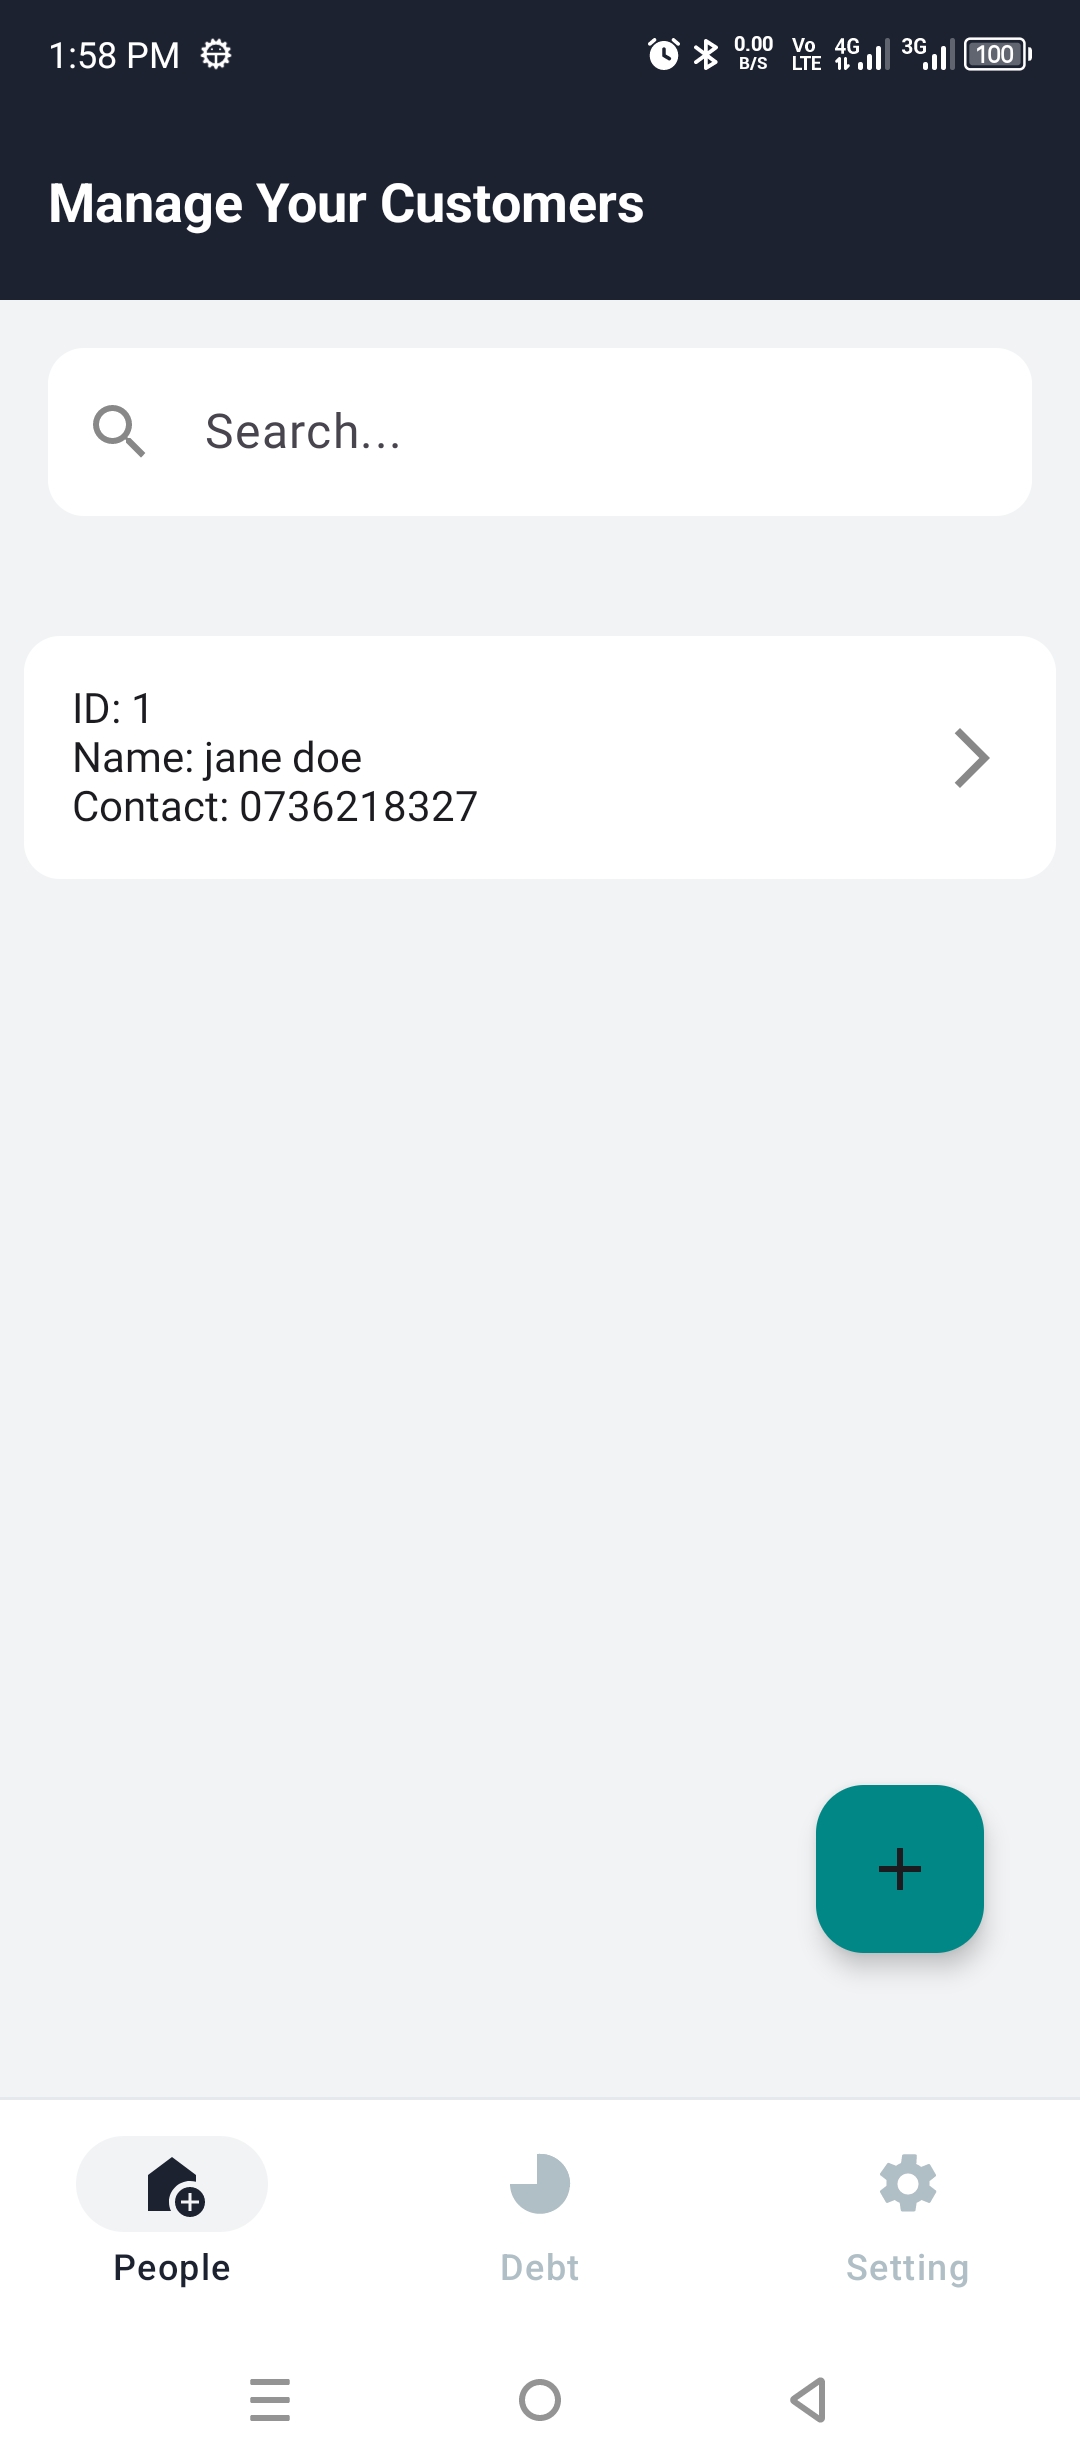 1:58 PM
0.00
B/S
Vo
LTE
4G
3G
100
Manage Your Customers
Search...
ID: 1
Name: jane doe
Contact: 0736218327
People
Debt
Setting